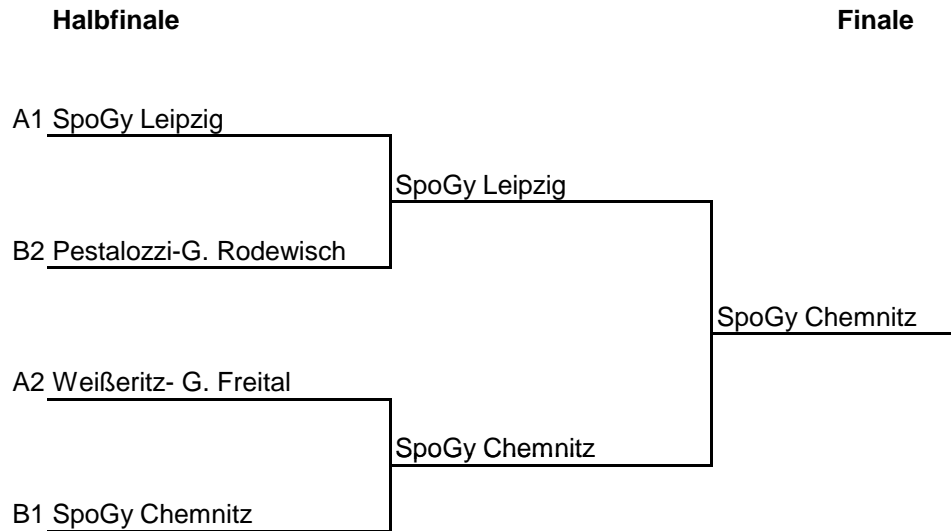 Halbfinale Finale
A1 SpoGy Leipzig
SpoGy Leipzig
B2 Pestalozzi-G. Rodewisch
SpoGy Chemnitz
A2 Weißeritz- G. Freital
SpoGy Chemnitz
B1 SpoGy Chemnitz